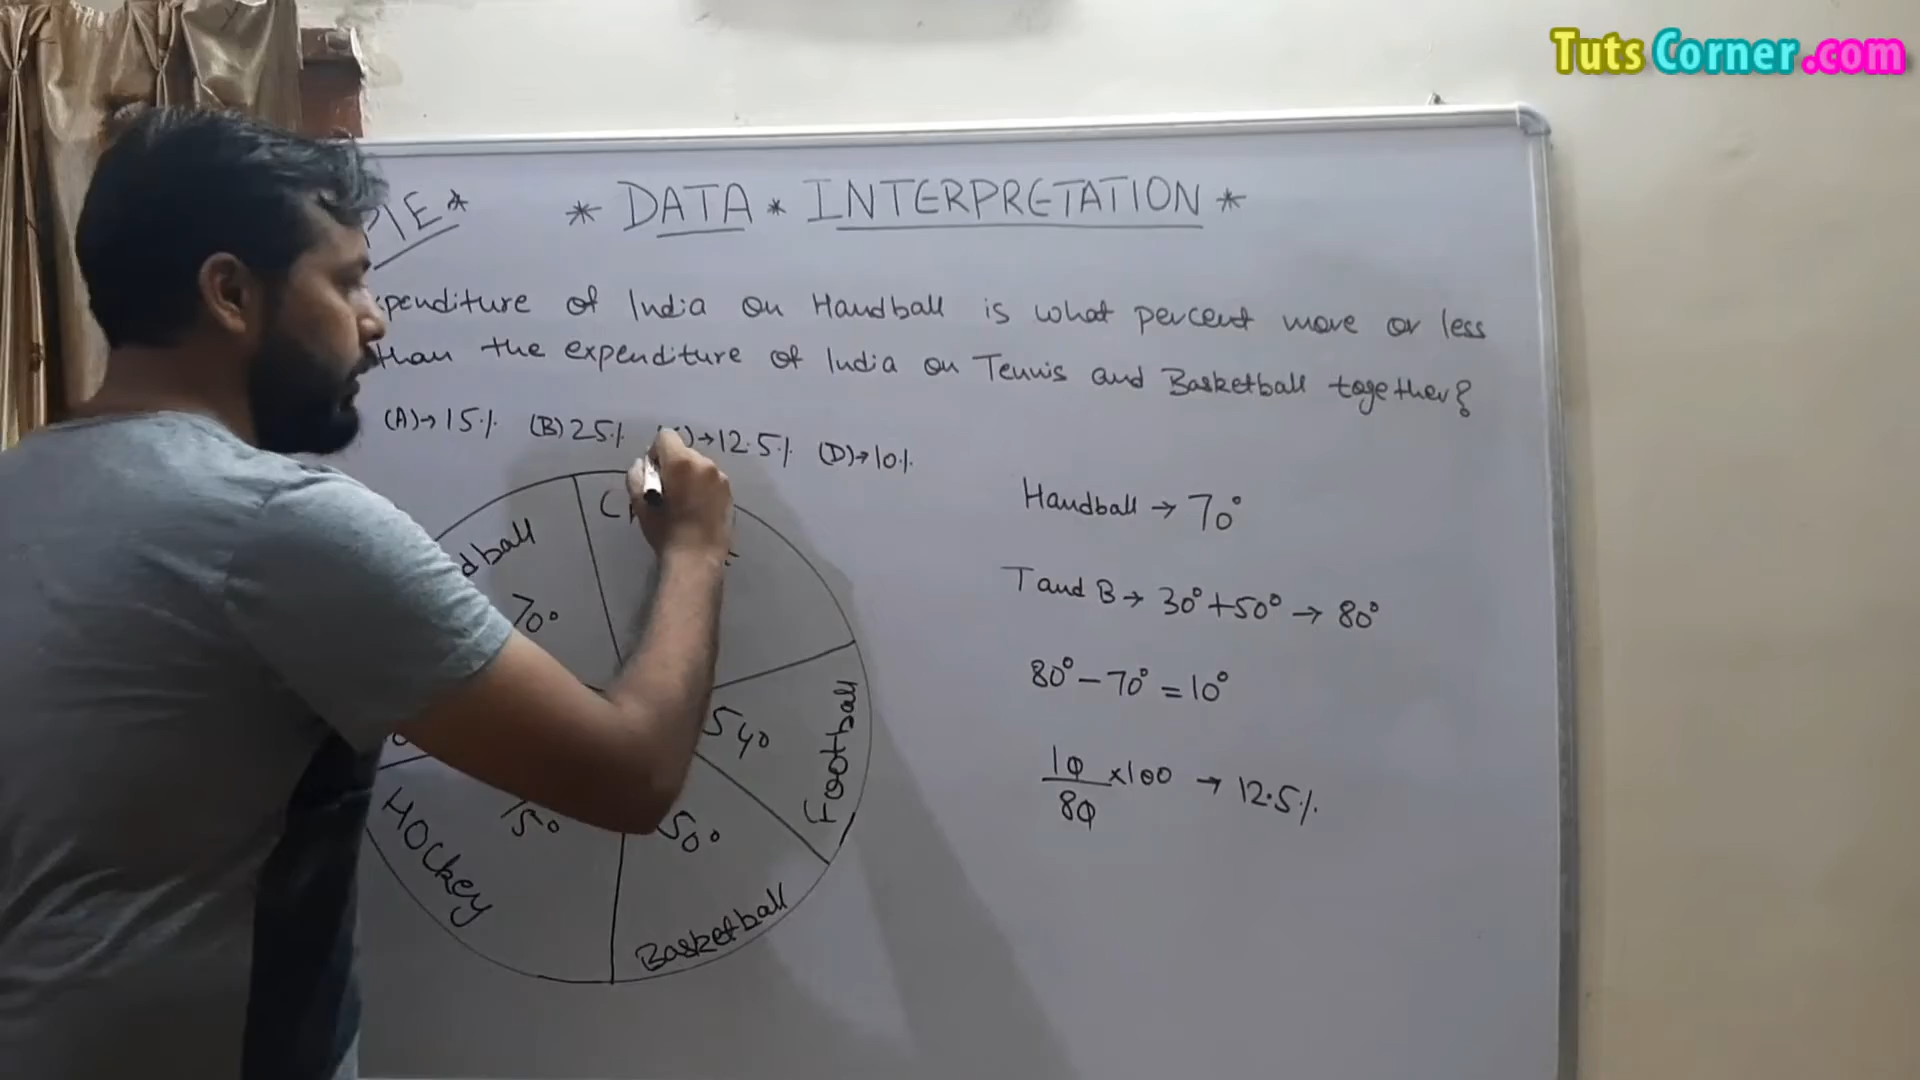 Tuts Corner.com
PIE*
* DATA * INTERPRETATION *
penditure of India on Handball is what percent more or less
than the expenditure of India on Tennis and Basketball together?
(A)→15% (B) 25% →12.5% (D)→10%
dball
70°
54°
Football
50°
Basketball
75°
Hockey
Handball → 70°
T and B → 30° + 50° → 80°
80° - 70° = 10°
10/80 × 100 → 12.5%